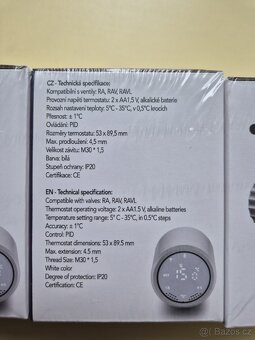 CZ - Technická specifikace:
Kompatibilní s ventily: RA, RAV, RAVL
Provozní napětí termostatu: 2 x AA1.5 V, alkalické baterie
Rozsah nastavení teploty: 5°C - 35°C, v 0,5°C krocích
Přesnost: ± 1°C
Ovládání: PID
Rozměry termostatu: 53 x 89,5 mm
Max. prodloužení: 4,5 mm
Velikost závitu: M30 * 1,5
Barva: bílá
Stupeň ochrany: IP20
Certifikace: CE
EN - Technical specification:
Compatible with valves: RA, RAV, RAVL
Thermostat operating voltage: 2 x AA1.5 V, alkaline batteries
Temperature setting range: 5°C - 35°C, in 0.5°C steps
Accuracy: ± 1°C
Control: PID
Thermostat dimensions: 53 x 89.5 mm
Max. extension: 4.5 mm
Thread Size: M30 * 1,5
White color
Degree of protection: IP20
Certification: CE